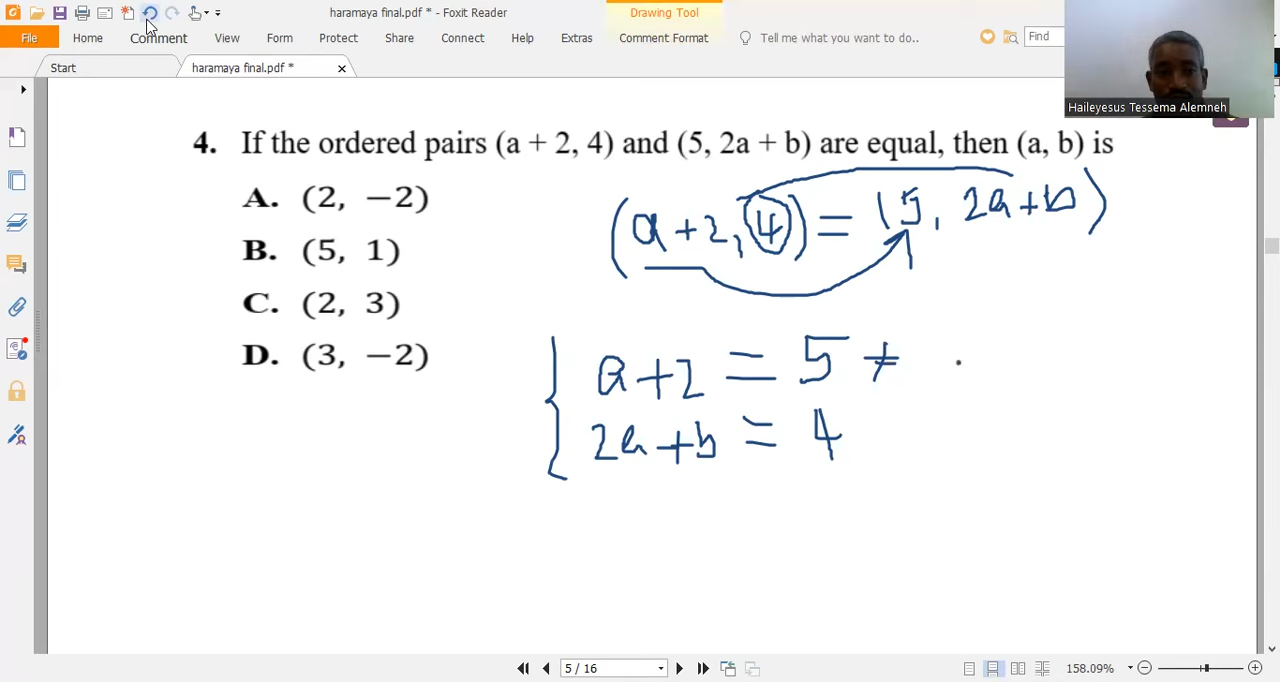 haramaya final.pdf * - Foxit Reader
Drawing Tool
File Home Comment View Form Protect Share Connect Help Extras Comment Format Tell me what you want to do.. Find
Start haramaya final.pdf *
Haileyesus Tessema Alemneh
4. If the ordered pairs (a + 2, 4) and (5, 2a + b) are equal, then (a, b) is
A. (2, −2)
B. (5, 1)
C. (2, 3)
D. (3, −2)
(a+2, 4) = (5, 2a+b)
a+2 = 5
2a+b = 4
5 / 16
158.09%